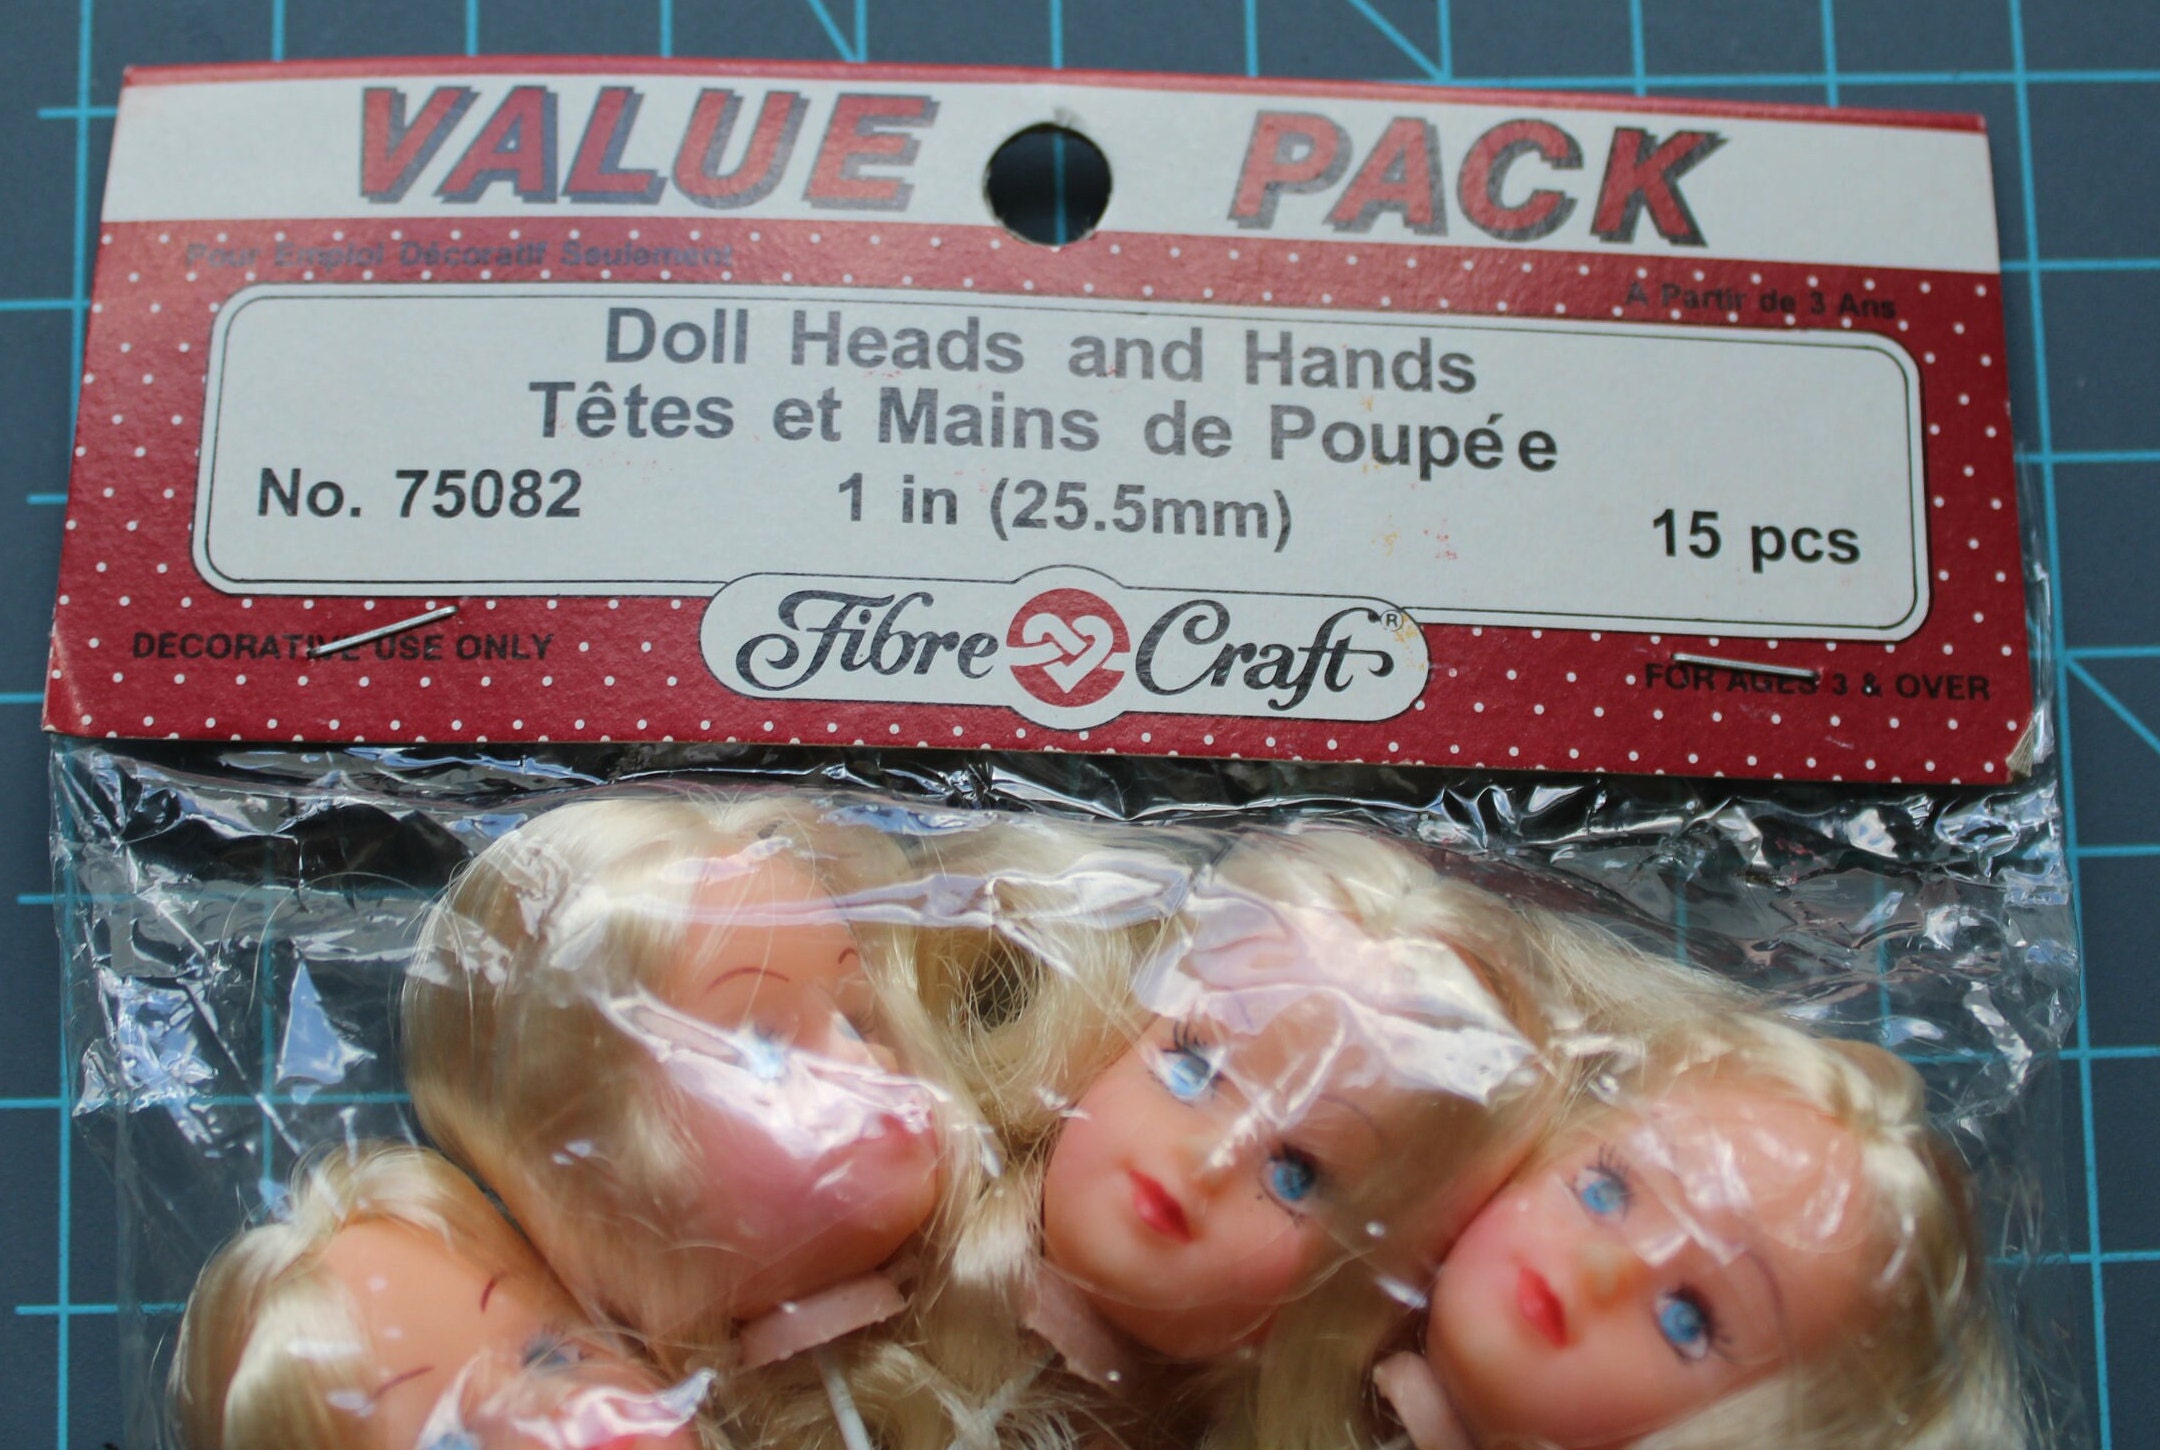 VALUE PACK
Pour Emploi Décoratif Seulement
À Partir de 3 Ans
Doll Heads and Hands
Têtes et Mains de Poupée
No. 75082 1 in (25.5mm) 15 pcs
Fibre Craft®
DECORATIVE USE ONLY
FOR AGES 3 & OVER